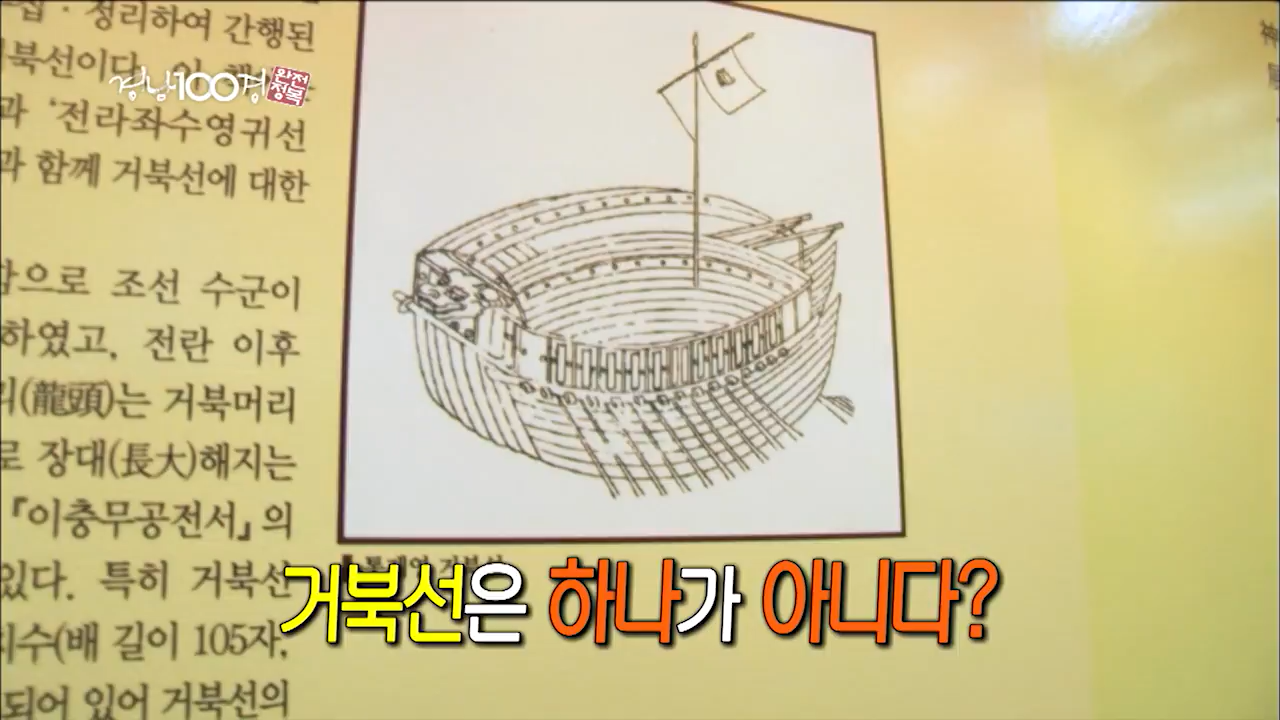 집·정리하여 간행된
북선이다.
경남100경 완전정복
과 '전라좌수영귀선
과 함께 거북선에 대한
함으로 조선 수군이
하였고, 전란 이후
(龍頭)는 거북머리
로 장대(長大)해지는
『이충무공전서』의
있다. 특히 거북선
치수(배 길이 105자,
되어 있어 거북선의
거북선은 하나가 아니다?